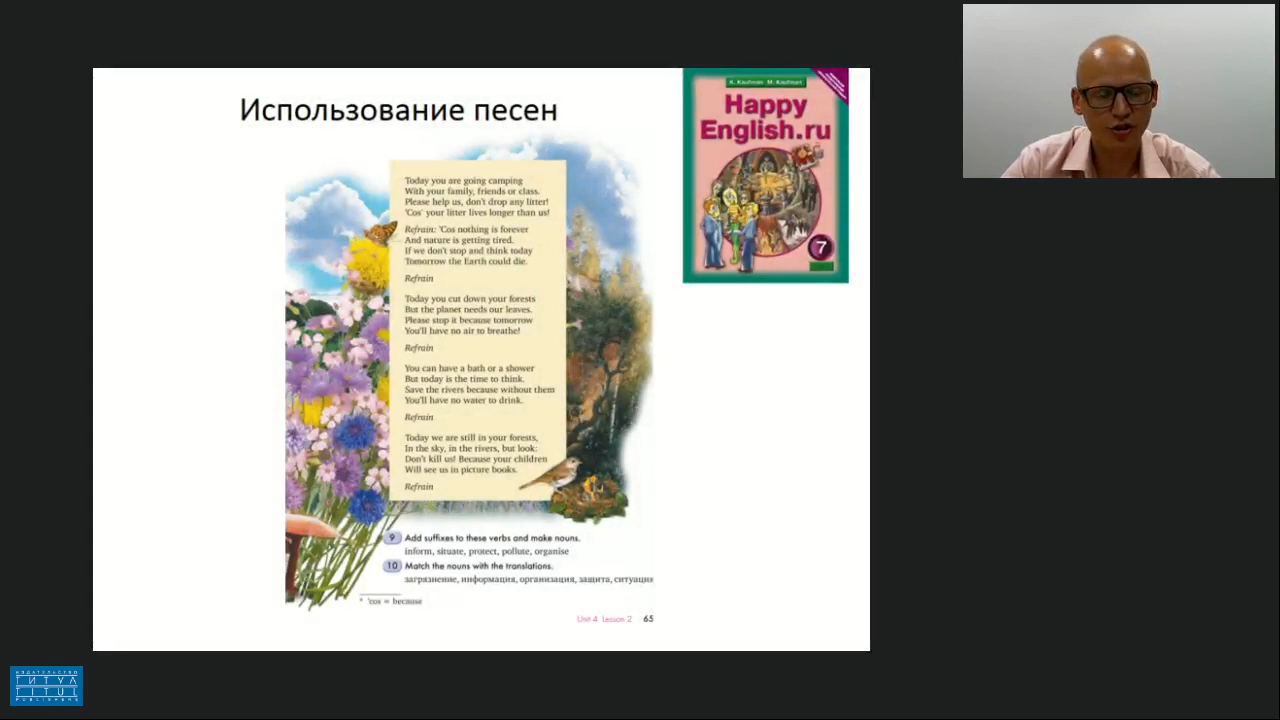 Использование песен
Today you are going camping
With your family, friends or class.
Please help us, don't drop any litter!
'Cos* your litter lives longer than us!
Refrain: 'Cos nothing is forever
And nature is getting tired.
If we don't stop and think today
Tomorrow the Earth could die.
Refrain
Today you cut down your forests
But the planet needs our leaves.
Please stop it because tomorrow
You'll have no air to breathe!
Refrain
You can have a bath or a shower
But today is the time to think.
Save the rivers because without them
You'll have no water to drink.
Refrain
Today we are still in your forests,
In the sky, in the rivers, but look:
Don't kill us! Because your children
Will see us in picture books.
Refrain
9 Add suffixes to these verbs and make nouns.
inform, situate, protect, pollute, organise
10 Match the nouns with the translations.
загрязнение, информация, организация, защита, ситуация
* 'cos = because
Unit 4 Lesson 2 65
K. Kaufman M. Kaufman
Happy
English.ru
7
ИЗДАТЕЛЬСТВО
ТИТУЛ
TITUL
PUBLISHERS